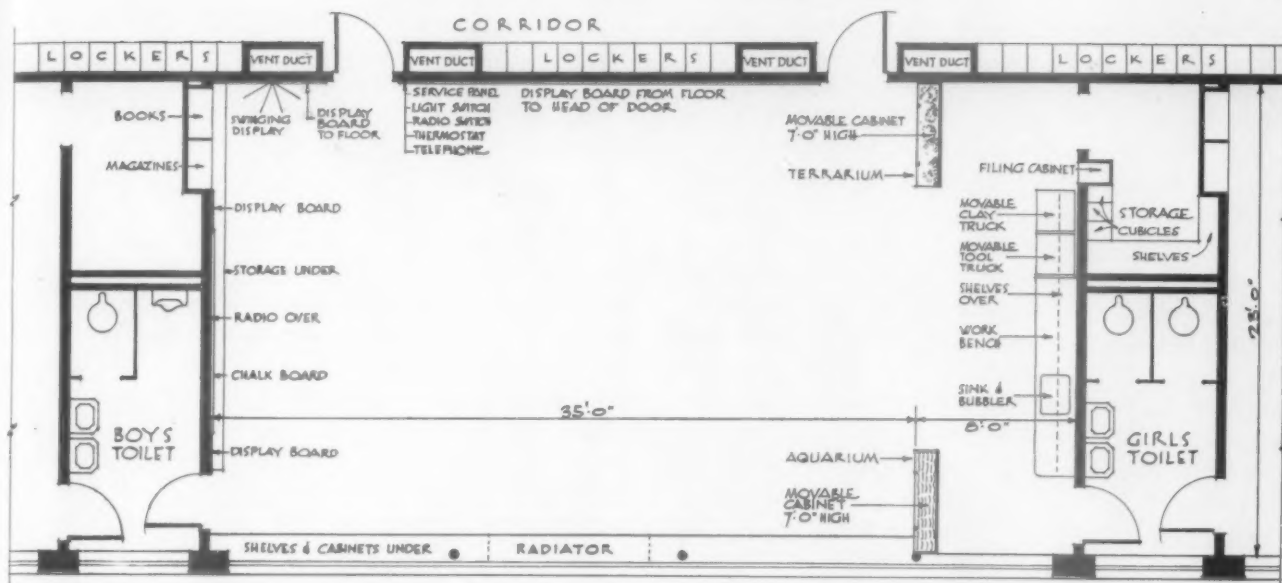 CORRIDOR
LOCKERS
VENT DUCT
VENT DUCT
LOCKERS
VENT DUCT
VENT DUCT
LOCKERS
BOOKS
MAGAZINES
SWINGING
DISPLAY
DISPLAY
BOARD
TO FLOOR
SERVICE PANEL
LIGHT SWITCH
RADIO SWITCH
THERMOSTAT
TELEPHONE
DISPLAY BOARD FROM FLOOR
TO HEAD OF DOOR
MOVABLE CABINET
7'-0" HIGH
TERRARIUM
FILING CABINET
DISPLAY BOARD
STORAGE UNDER
RADIO OVER
CHALK BOARD
DISPLAY BOARD
MOVABLE
CLAY
TRUCK
MOVABLE
TOOL
TRUCK
SHELVES
OVER
WORK
BENCH
SINK &
BUBBLER
STORAGE
CUBICLES
SHELVES
35'-0"
8'-0"
23'-0"
BOYS
TOILET
GIRLS
TOILET
AQUARIUM
MOVABLE
CABINET
7'-0" HIGH
SHELVES & CABINETS UNDER
RADIATOR